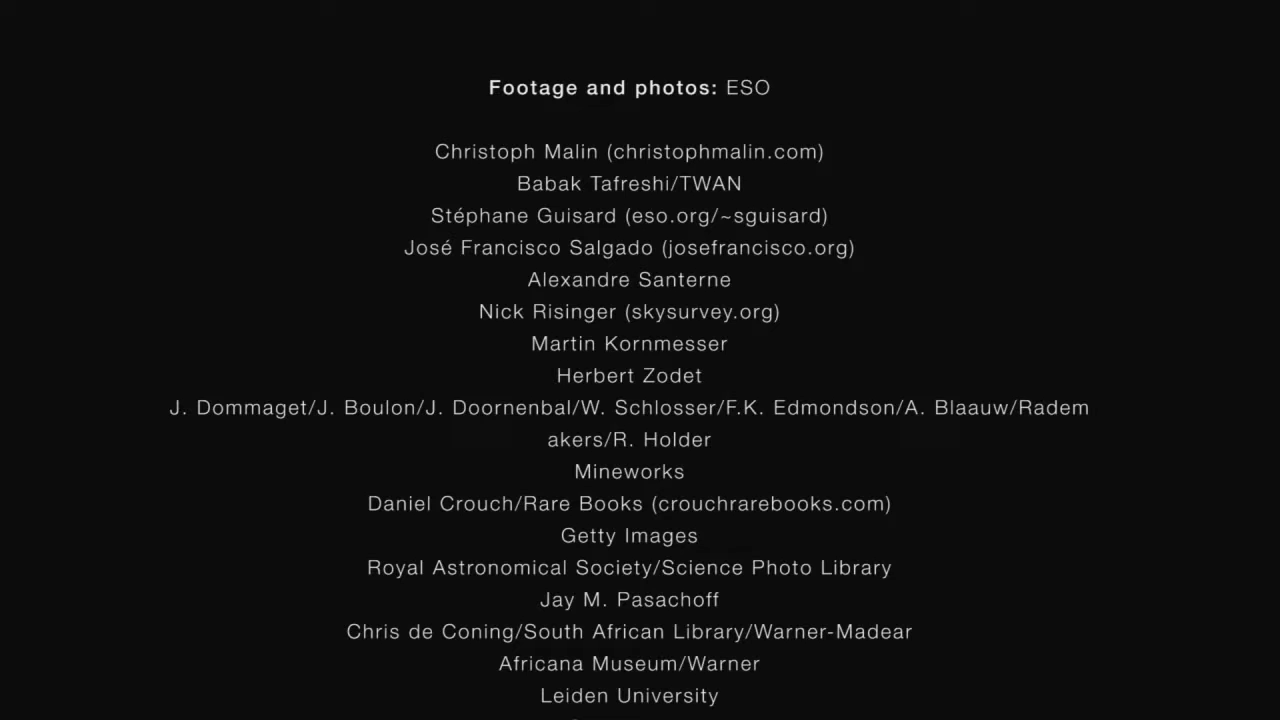 Footage and photos: ESO
Christoph Malin (christophmalin.com)
Babak Tafreshi/TWAN
Stéphane Guisard (eso.org/~sguisard)
José Francisco Salgado (josefrancisco.org)
Alexandre Santerne
Nick Risinger (skysurvey.org)
Martin Kornmesser
Herbert Zodet
J. Dommaget/J. Boulon/J. Doornenbal/W. Schlosser/F.K. Edmondson/A. Blaauw/Radem
akers/R. Holder
Mineworks
Daniel Crouch/Rare Books (crouchrarebooks.com)
Getty Images
Royal Astronomical Society/Science Photo Library
Jay M. Pasachoff
Chris de Coning/South African Library/Warner-Madear
Africana Museum/Warner
Leiden University